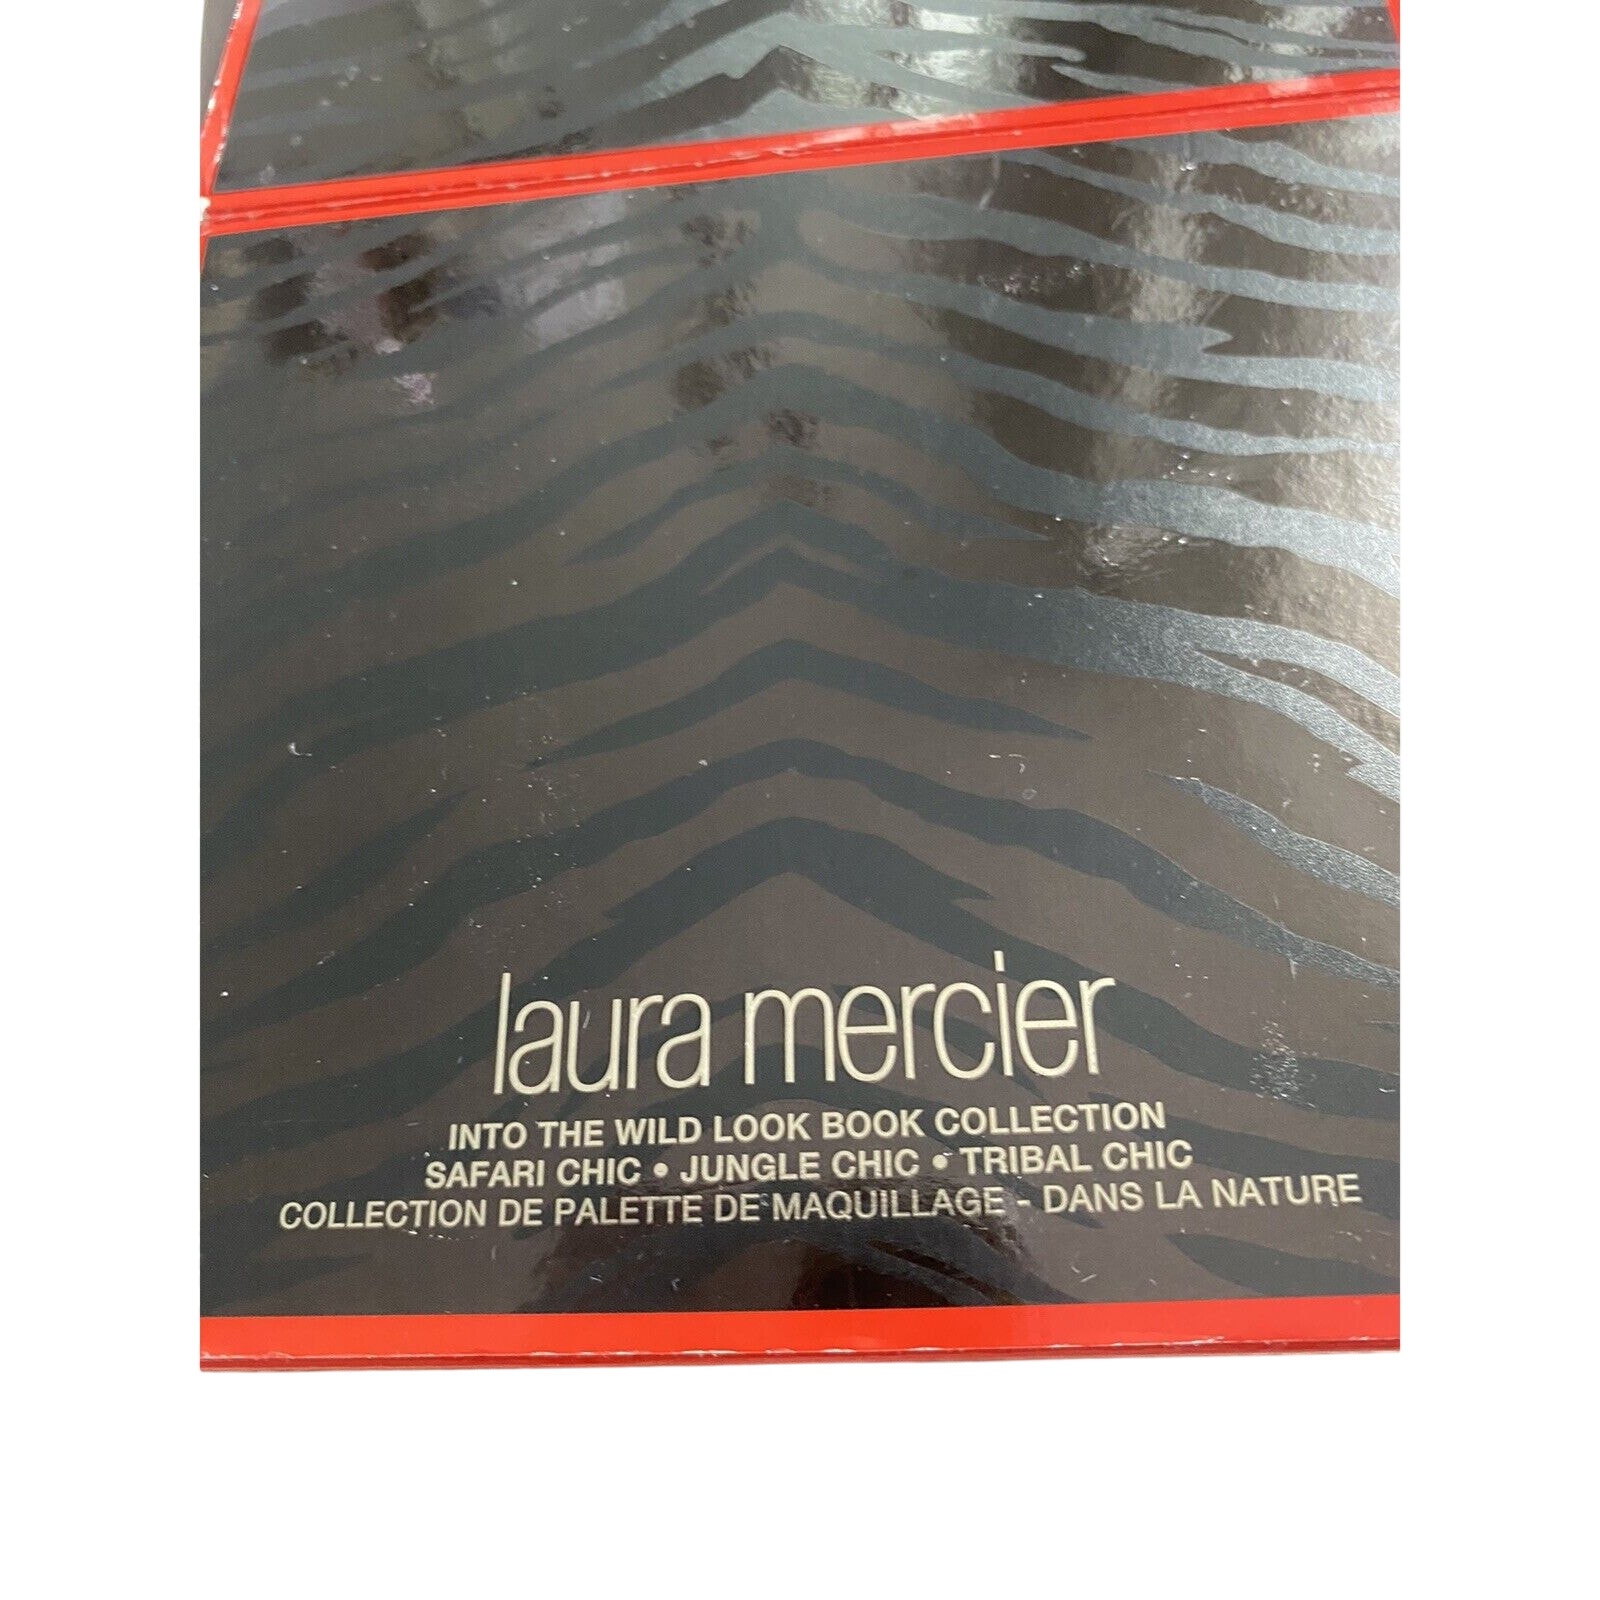 laura mercier
INTO THE WILD LOOK BOOK COLLECTION
SAFARI CHIC • JUNGLE CHIC • TRIBAL CHIC
COLLECTION DE PALETTE DE MAQUILLAGE - DANS LA NATURE